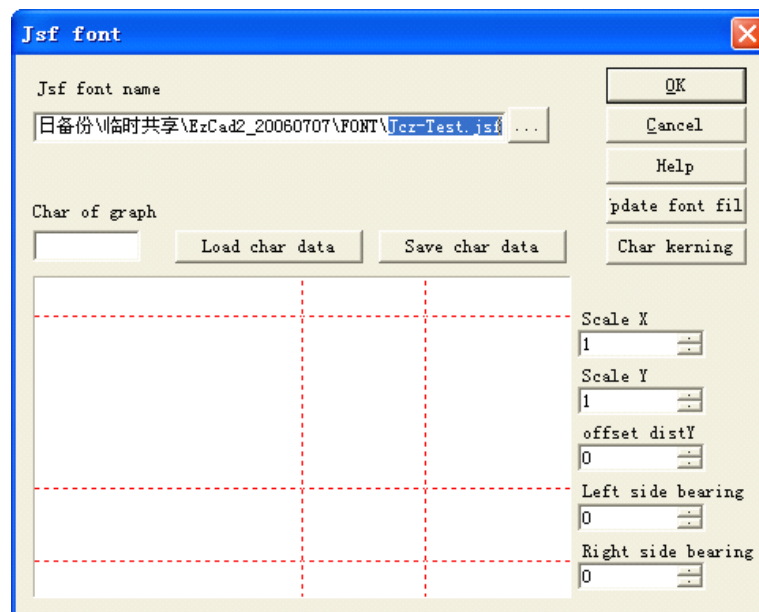 Jsf font
Jsf font name
OK
日备份\临时共享\EzCad2_20060707\FONT\Jcz-Test.jsf
...
Cancel
Help
Char of graph
pdate font fil
Load char data
Save char data
Char kerning
Scale X
1
Scale Y
1
offset distY
0
Left side bearing
0
Right side bearing
0